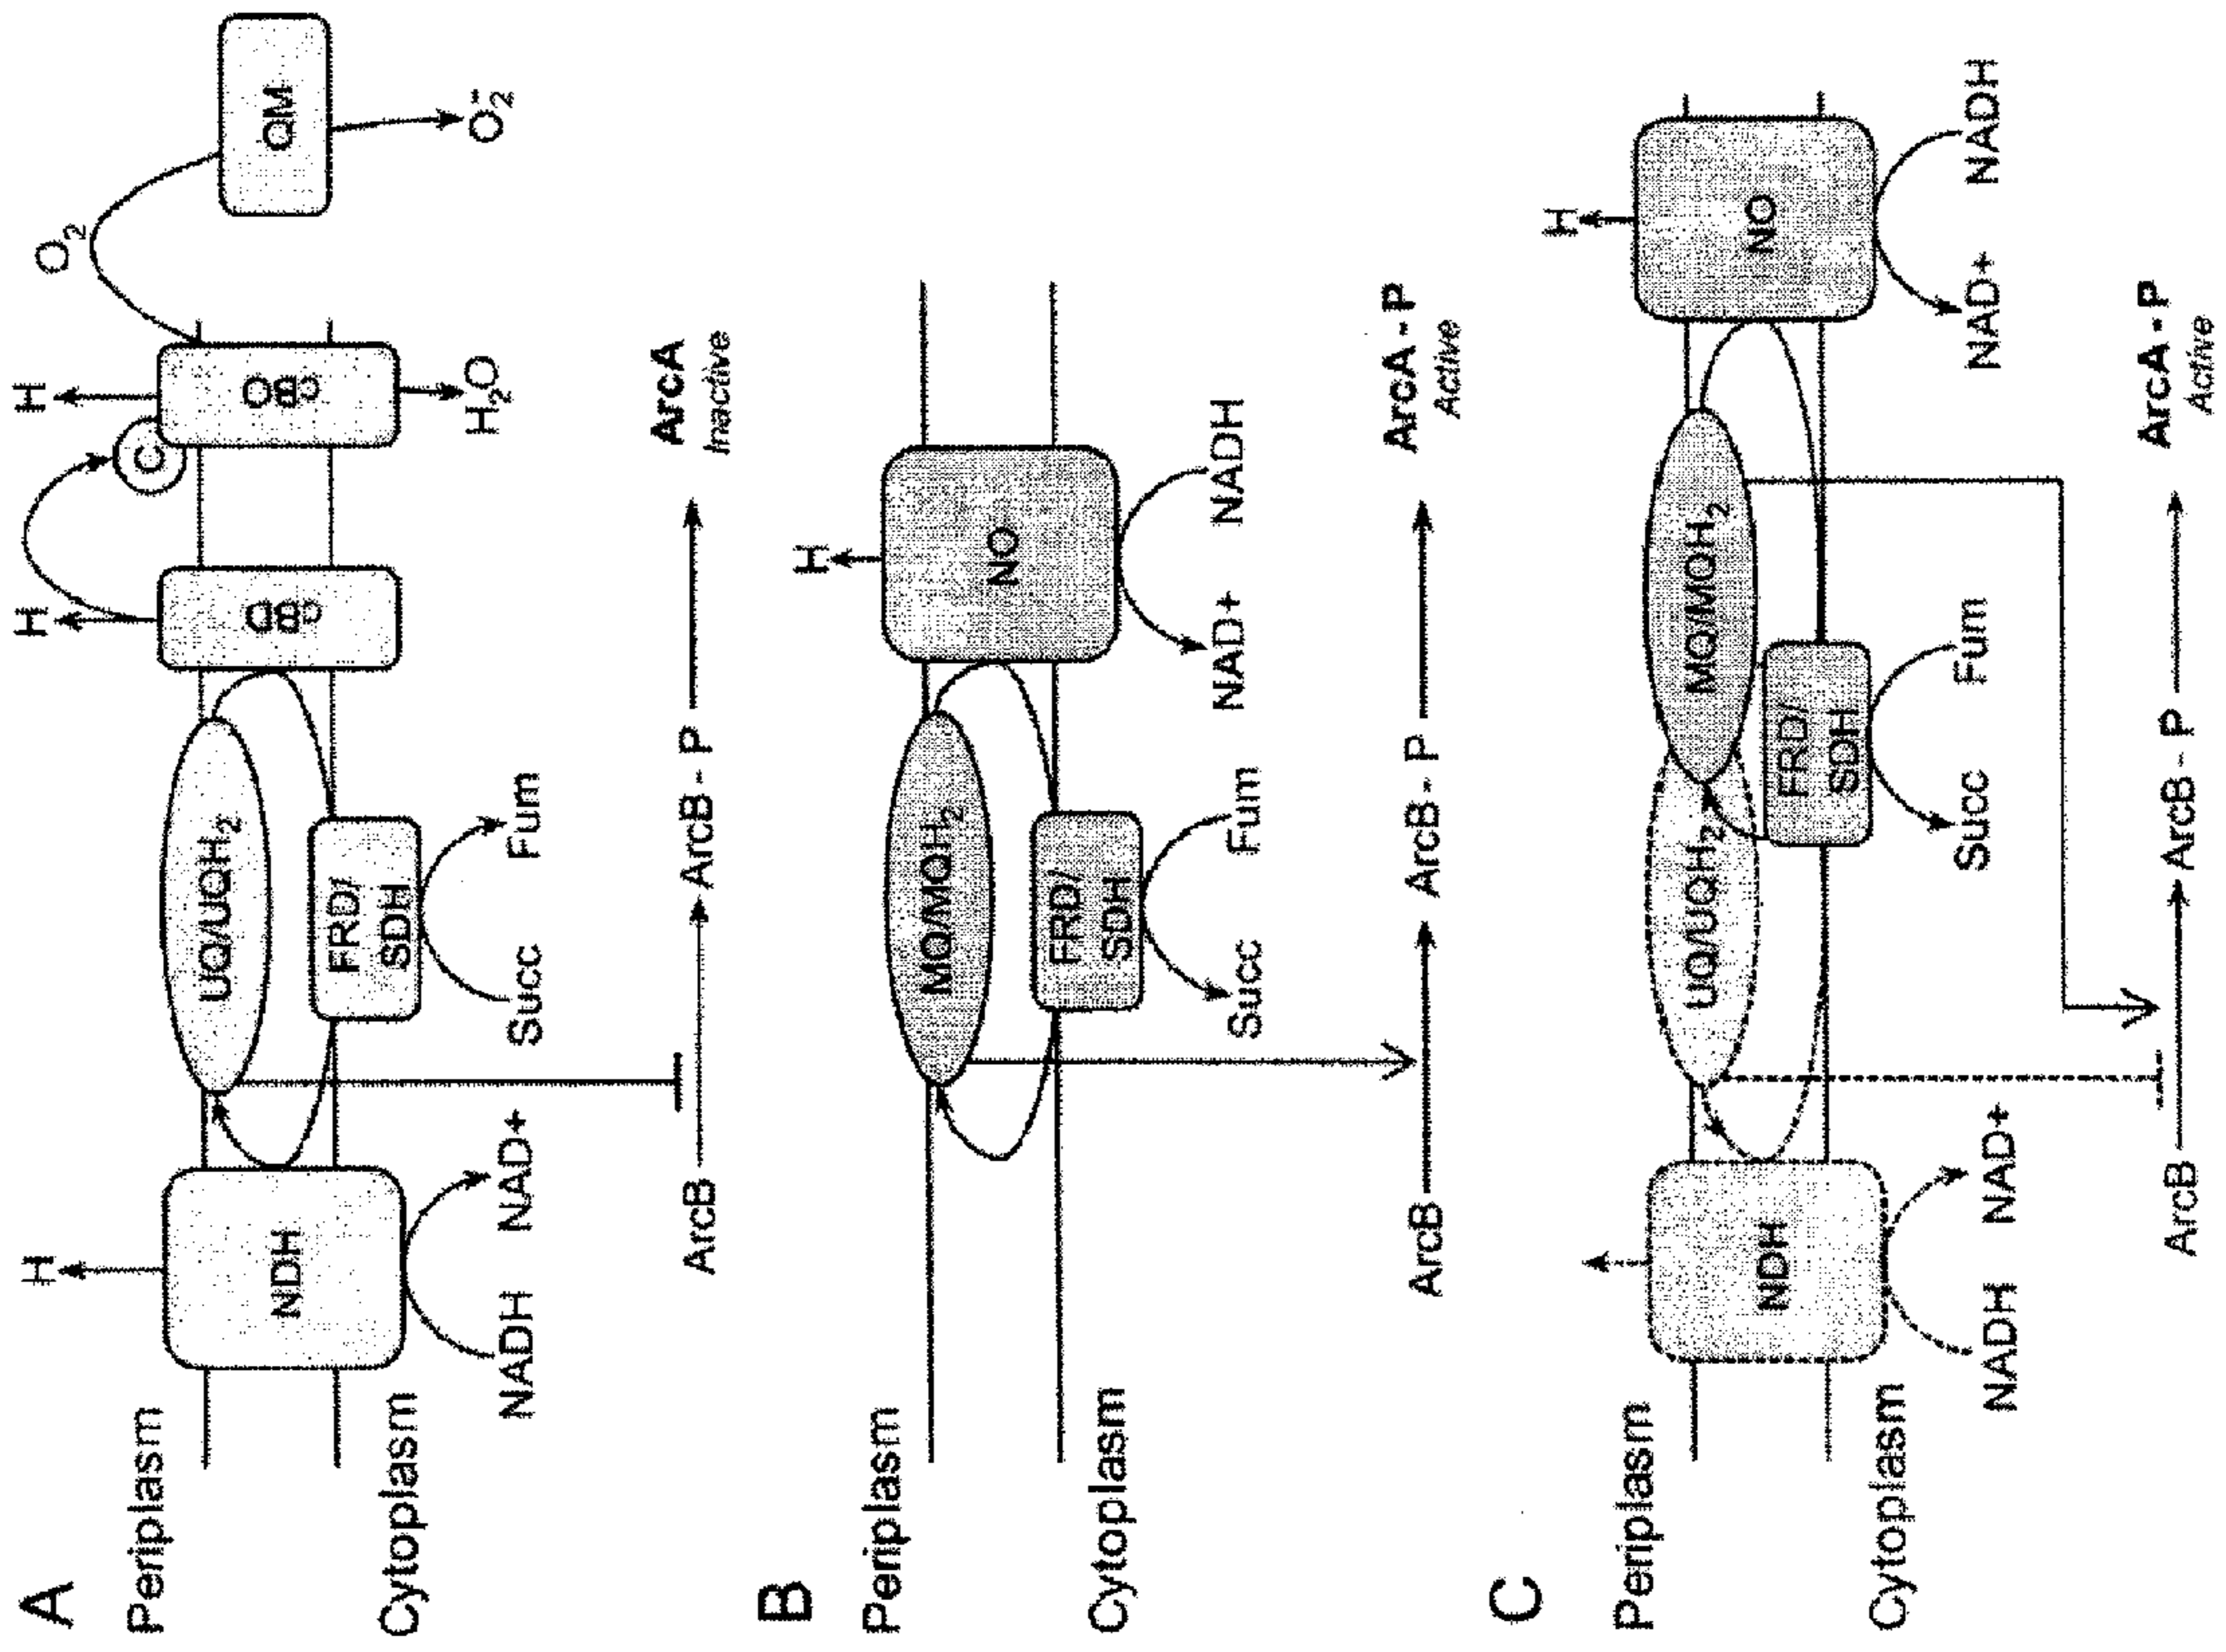 A
Periplasm
Cytoplasm
H
NDH
NADH
NAD+
UQ/UQH2
FRD/
SDH
Succ
Fum
H
cBD
C
H
cBO
H2O
O2
QM
O2-
ArcB
ArcB - P
ArcA
Inactive
B
Periplasm
Cytoplasm
MQ/MQH2
FRD/
SDH
Succ
Fum
H
NO
NAD+
NADH
ArcB
ArcB - P
ArcA - P
Active
C
Periplasm
Cytoplasm
NDH
NADH
NAD+
UQ/UQH2
MQ/MQH2
FRD/
SDH
Succ
Fum
H
NO
NAD+
NADH
ArcB
ArcB - P
ArcA - P
Active